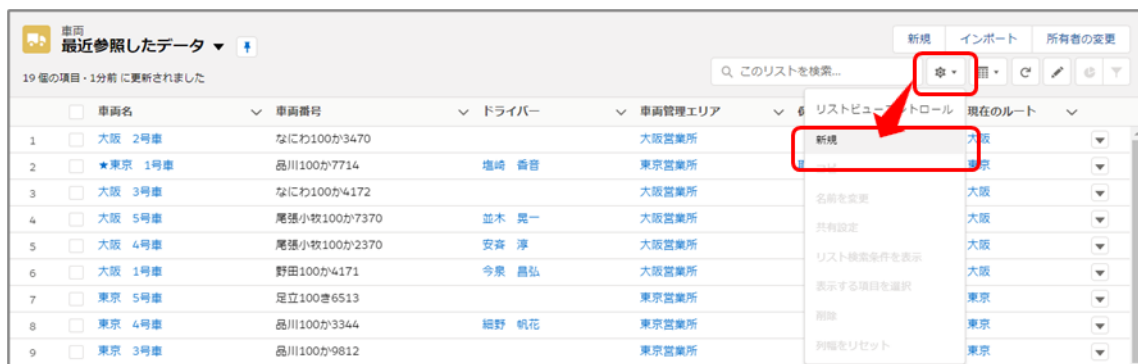 車両
最近参照したデータ
新規 インポート 所有者の変更
19 個の項目・1分前 に更新されました
このリストを検索...
車両名 車両番号 ドライバー 車両管理エリア 現在のルート
リストビューコントロール
1 大阪 2号車 なにわ100か3470 大阪営業所 大阪
新規
2 ★東京 1号車 品川100か7714 塩崎 香音 東京営業所 東京
3 大阪 3号車 なにわ100か4172 大阪営業所 大阪
名前を変更
4 大阪 5号車 尾張小牧100か7370 並木 晃一 大阪営業所 大阪
共有設定
5 大阪 4号車 尾張小牧100か2370 安斉 淳 大阪営業所 大阪
リスト検索条件を表示
6 大阪 1号車 野田100か4171 今泉 昌弘 大阪営業所 大阪
表示する項目を選択
7 東京 5号車 足立100き6513 東京営業所 東京
削除
8 東京 4号車 品川100か3344 細野 帆花 東京営業所 東京
列幅をリセット
9 東京 3号車 品川100か9812 東京営業所 東京